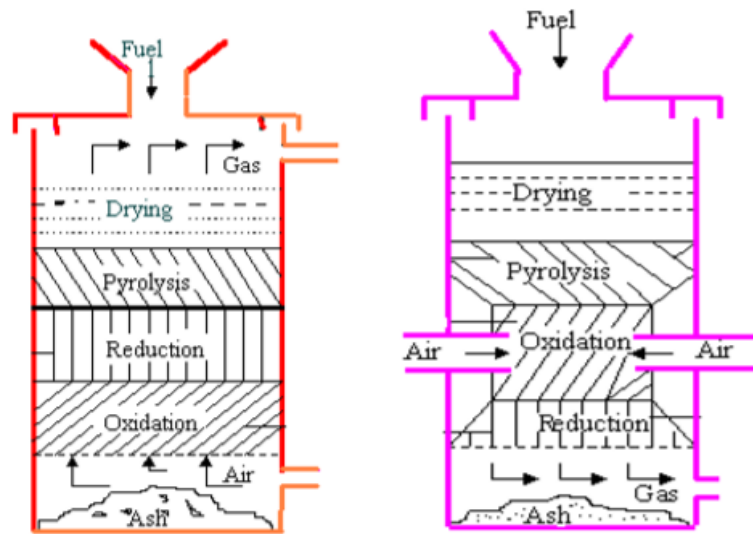 Fuel
Gas
Drying
Pyrolysis
Reduction
Oxidation
Air
Ash
Fuel
Drying
Pyrolysis
Air
Oxidation
Air
Reduction
Gas
Ash